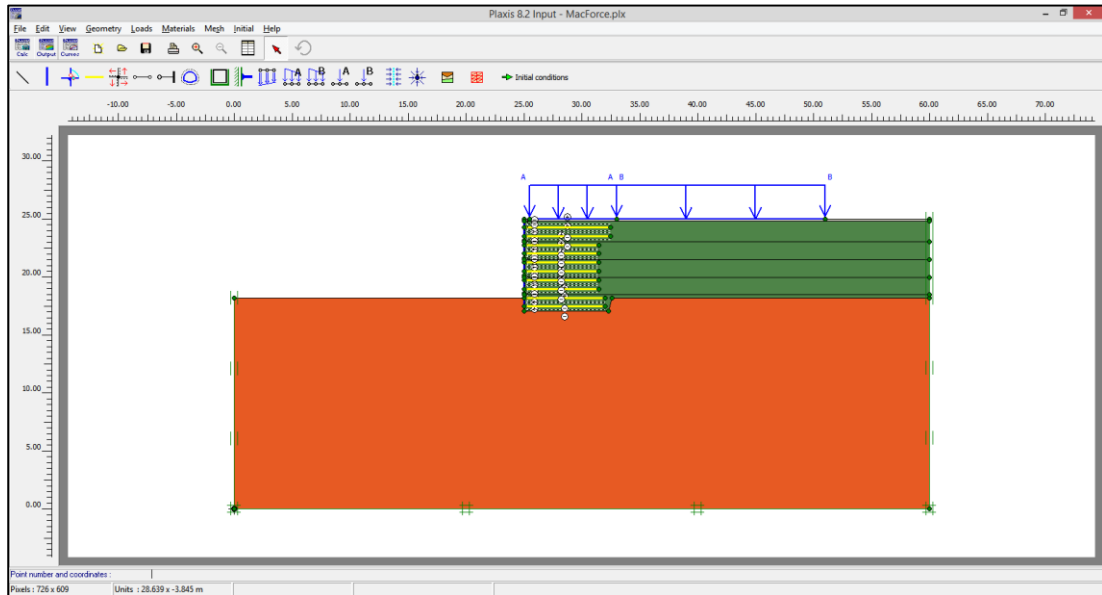 Plaxis 8.2 Input - MacForce.plx
File Edit View Geometry Loads Materials Mesh Initial Help
Calc Output Curves
A B A B Initial conditions
-10.00 -5.00 0.00 5.00 10.00 15.00 20.00 25.00 30.00 35.00 40.00 45.00 50.00 55.00 60.00 65.00 70.00
30.00
A A B B
25.00
20.00
15.00
10.00
5.00
0.00
Point number and coordinates :
Pixels : 726 x 609 Units : 28.639 x -3.845 m